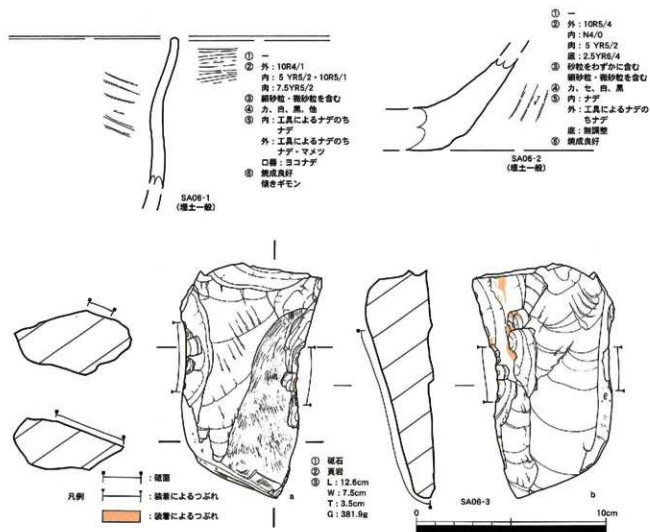 ① ー
② 外：10R4/1
内：５YR5/2・10R5/1
肉：7.5YR5/2
③ 細砂粒・微砂粒を含む
④ カ、白、黒、他
⑤ 内：工具によるナデのち
ナデ
外：工具によるナデのち
ナデ・マメツ
口唇：ヨコナデ
⑥ 焼成良好
傾きギモン
SA06-1
(埋土一般)
① ー
② 外：10R5/4
内：N4/0
肉：５YR5/2
底：2.5YR6/4
③ 砂粒をわずかに含む
細砂粒・微砂粒を含む
④ カ、セ、白、黒
⑤ 内：ナデ
外：工具によるナデの
ちナデ
底：無調整
⑥ 焼成良好
SA06-2
(埋土一般)
凡例
：砥面
：装着によるつぶれ
：装着によるつぶれ
a
① 砥石
② 頁岩
③ L：12.6cm
W：7.5cm
T：3.5cm
G：381.9g
SA06-3
b
0 10cm